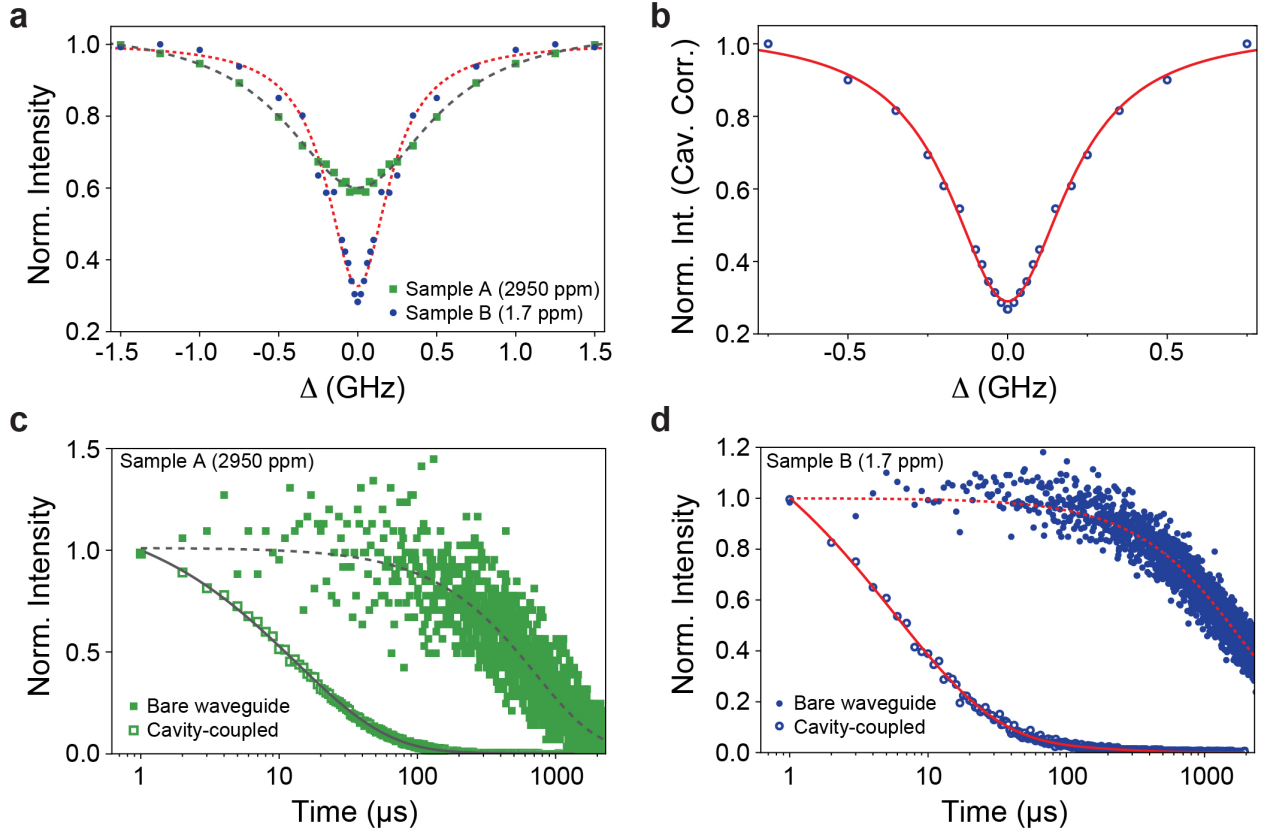 a
Norm. Intensity
1.0
0.8
0.6
0.4
0.2
-1.5
-1.0
-0.5
0.0
0.5
1.0
1.5
Δ (GHz)
Sample A (2950 ppm)
Sample B (1.7 ppm)
b
Norm. Int. (Cav. Corr.)
1.0
0.8
0.6
0.4
0.2
-0.5
0.0
0.5
Δ (GHz)
c
Sample A (2950 ppm)
Norm. Intensity
1.5
1.0
0.5
0.0
Bare waveguide
Cavity-coupled
1
10
100
1000
Time (µs)
d
Sample B (1.7 ppm)
Norm. Intensity
1.2
1.0
0.8
0.6
0.4
0.2
0.0
Bare waveguide
Cavity-coupled
1
10
100
1000
Time (µs)